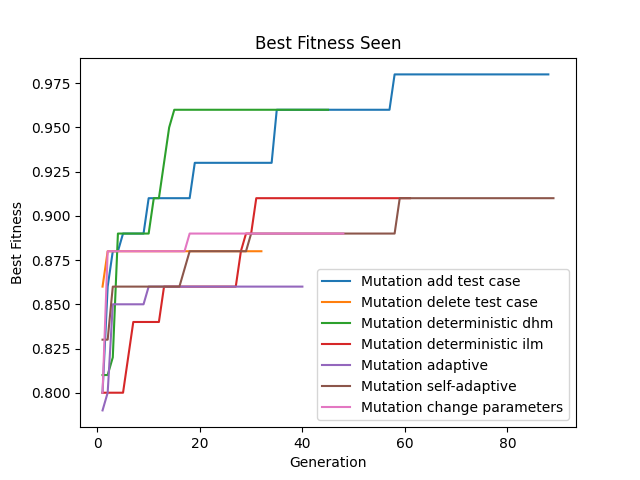 Best Fitness Seen
Best Fitness
0.975
0.950
0.925
0.900
0.875
0.850
0.825
0.800
0
20
40
60
80
Generation
Mutation add test case
Mutation delete test case
Mutation deterministic dhm
Mutation deterministic ilm
Mutation adaptive
Mutation self-adaptive
Mutation change parameters